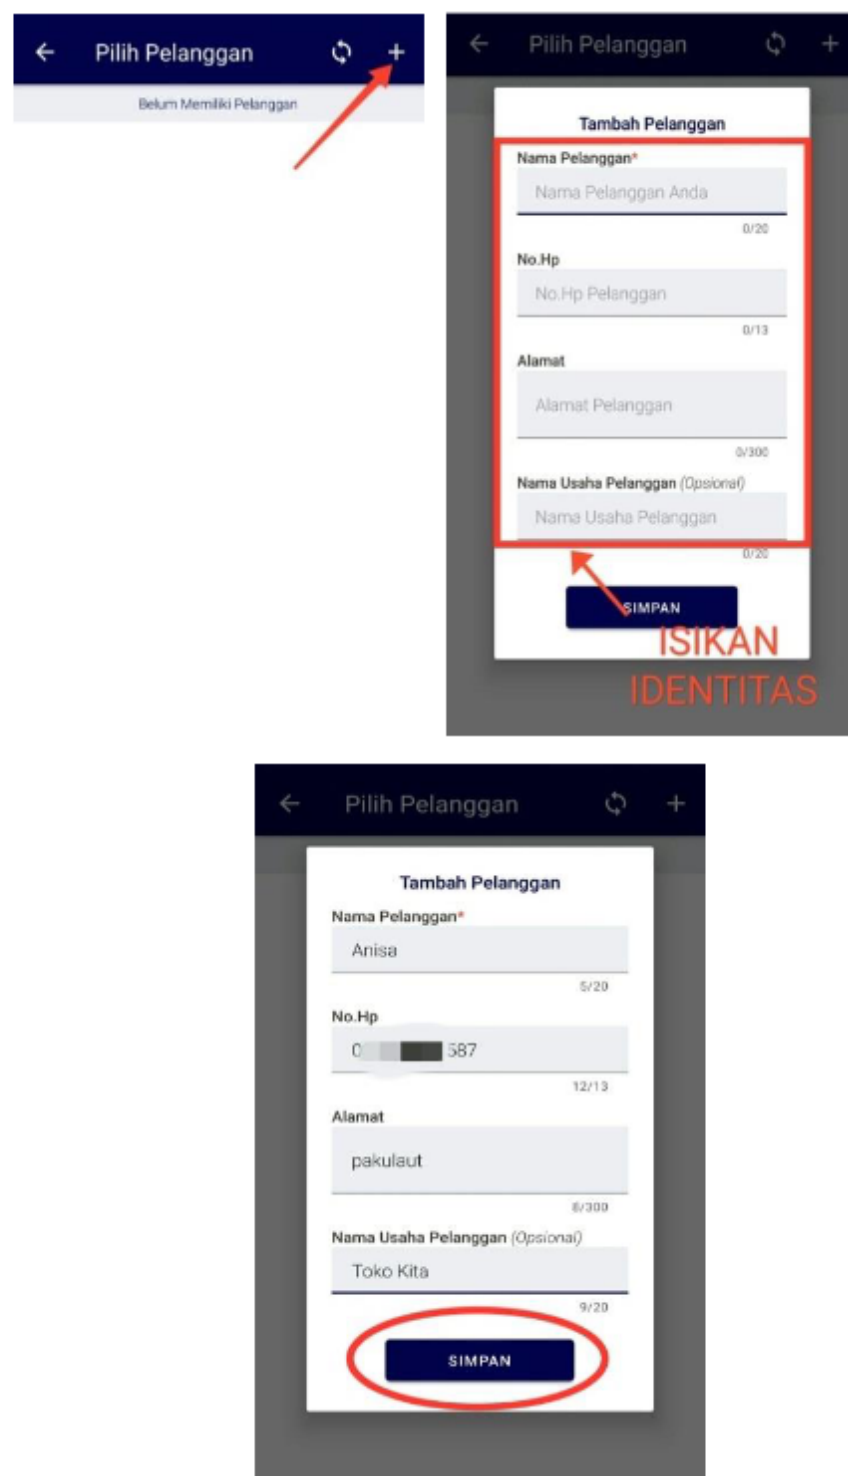 Pilih Pelanggan
Belum Memiliki Pelanggan
Pilih Pelanggan
Tambah Pelanggan
Nama Pelanggan*
Nama Pelanggan Anda
0/20
No.Hp
No.Hp Pelanggan
0/13
Alamat
Alamat Pelanggan
0/300
Nama Usaha Pelanggan (Opsional)
Nama Usaha Pelanggan
0/20
SIMPAN
ISIKAN
IDENTITAS
Pilih Pelanggan
Tambah Pelanggan
Nama Pelanggan*
Anisa
5/20
No.Hp
0 587
12/13
Alamat
pakulaut
8/300
Nama Usaha Pelanggan (Opsional)
Toko Kita
9/20
SIMPAN